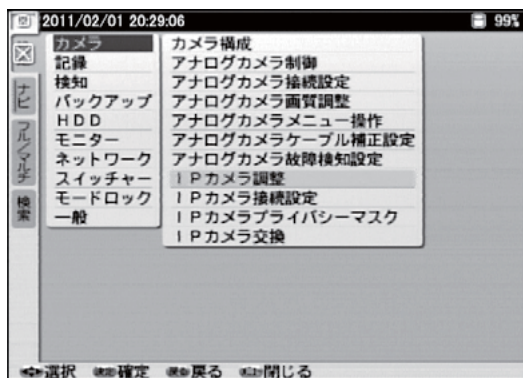 2011/02/01 20:29:06 99%
カメラ
記録
検知
バックアップ
HDD
モニター
ネットワーク
スイッチャー
モードロック
一般
カメラ構成
アナログカメラ制御
アナログカメラ接続設定
アナログカメラ画質調整
アナログカメラメニュー操作
アナログカメラケーブル補正設定
アナログカメラ故障検知設定
IPカメラ調整
IPカメラ接続設定
IPカメラプライバシーマスク
IPカメラ交換
ナビ
フル/マルチ
検索
選択 確定 戻る 閉じる